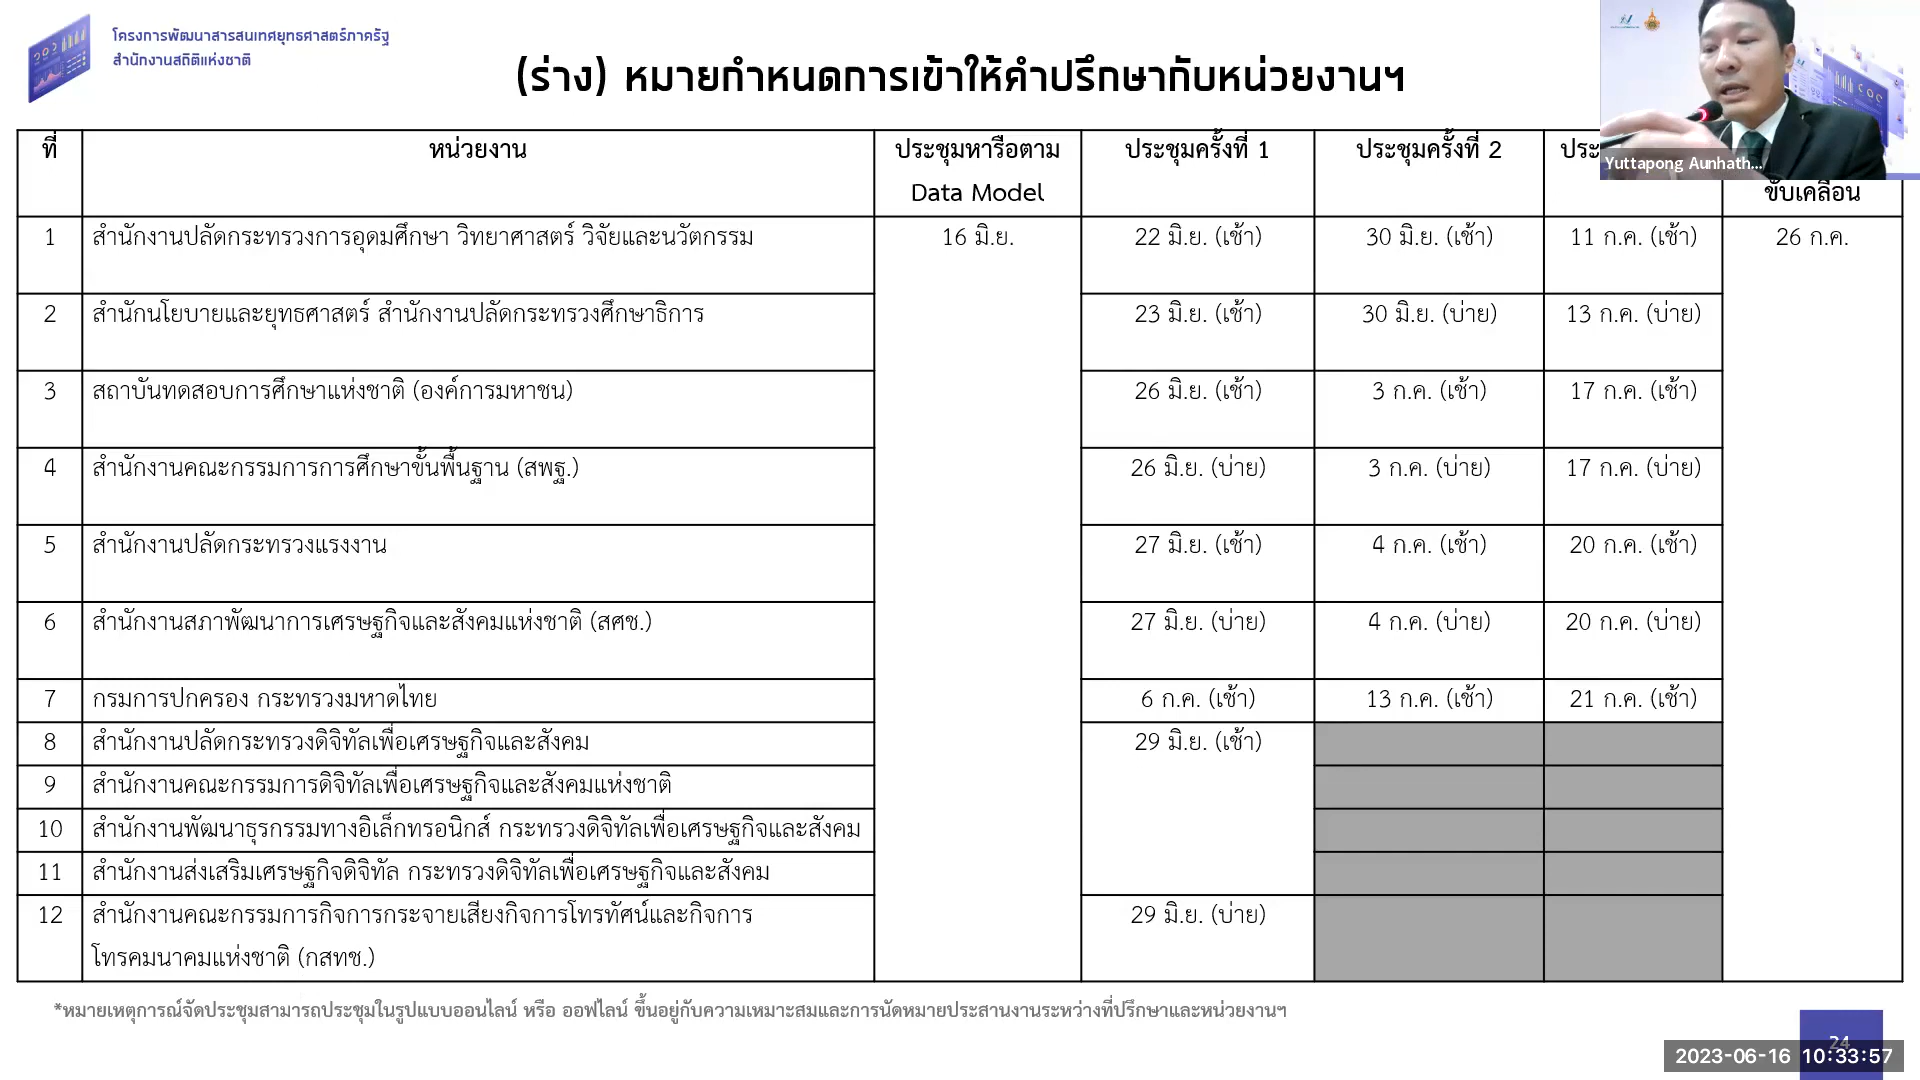 โครงการพัฒนาสารสนเทศยุทธศาสตร์ภาครัฐ
สำนักงานสถิติแห่งชาติ
(ร่าง) หมายกำหนดการเข้าให้คำปรึกษากับหน่วยงานฯ
Yuttapong Aunhath...
ที่ หน่วยงาน ประชุมหารือตาม ประชุมครั้งที่ 1 ประชุมครั้งที่ 2
Data Model ขับเคลื่อน
1 สำนักงานปลัดกระทรวงการอุดมศึกษา วิทยาศาสตร์ วิจัยและนวัตกรรม 16 มิ.ย. 22 มิ.ย. (เช้า) 30 มิ.ย. (เช้า) 11 ก.ค. (เช้า) 26 ก.ค.
2 สำนักนโยบายและยุทธศาสตร์ สำนักงานปลัดกระทรวงศึกษาธิการ 23 มิ.ย. (เช้า) 30 มิ.ย. (บ่าย) 13 ก.ค. (บ่าย)
3 สถาบันทดสอบการศึกษาแห่งชาติ (องค์การมหาชน) 26 มิ.ย. (เช้า) 3 ก.ค. (เช้า) 17 ก.ค. (เช้า)
4 สำนักงานคณะกรรมการการศึกษาขั้นพื้นฐาน (สพฐ.) 26 มิ.ย. (บ่าย) 3 ก.ค. (บ่าย) 17 ก.ค. (บ่าย)
5 สำนักงานปลัดกระทรวงแรงงาน 27 มิ.ย. (เช้า) 4 ก.ค. (เช้า) 20 ก.ค. (เช้า)
6 สำนักงานสภาพัฒนาการเศรษฐกิจและสังคมแห่งชาติ (สศช.) 27 มิ.ย. (บ่าย) 4 ก.ค. (บ่าย) 20 ก.ค. (บ่าย)
7 กรมการปกครอง กระทรวงมหาดไทย 6 ก.ค. (เช้า) 13 ก.ค. (เช้า) 21 ก.ค. (เช้า)
8 สำนักงานปลัดกระทรวงดิจิทัลเพื่อเศรษฐกิจและสังคม 29 มิ.ย. (เช้า)
9 สำนักงานคณะกรรมการดิจิทัลเพื่อเศรษฐกิจและสังคมแห่งชาติ
10 สำนักงานพัฒนาธุรกรรมทางอิเล็กทรอนิกส์ กระทรวงดิจิทัลเพื่อเศรษฐกิจและสังคม
11 สำนักงานส่งเสริมเศรษฐกิจดิจิทัล กระทรวงดิจิทัลเพื่อเศรษฐกิจและสังคม
12 สำนักงานคณะกรรมการกิจการกระจายเสียงกิจการโทรทัศน์และกิจการ 29 มิ.ย. (บ่าย)
โทรคมนาคมแห่งชาติ (กสทช.)
*หมายเหตุการณ์จัดประชุมสามารถประชุมในรูปแบบออนไลน์ หรือ ออฟไลน์ ขึ้นอยู่กับความเหมาะสมและการนัดหมายประสานงานระหว่างที่ปรึกษาและหน่วยงานฯ
24
2023-06-16 10:33:57